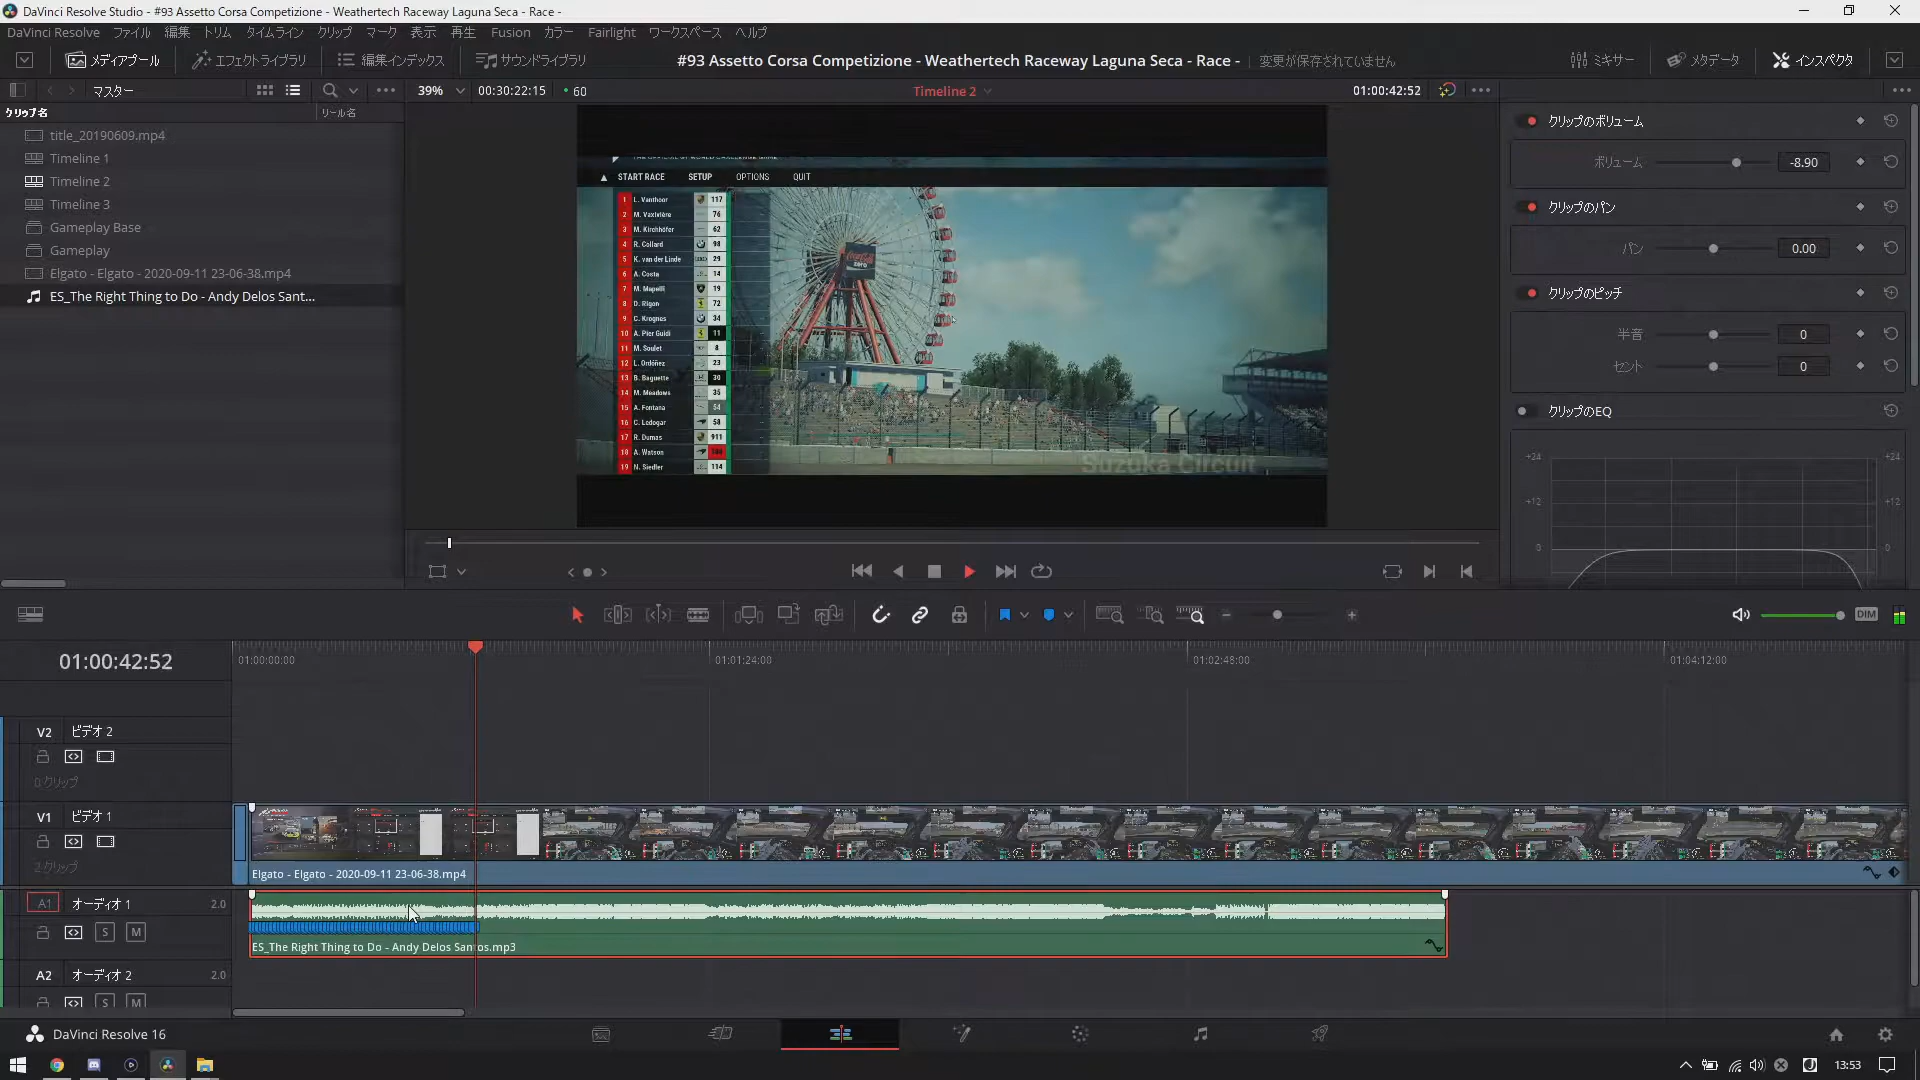 DaVinci Resolve Studio - #93 Assetto Corsa Competizione - Weathertech Raceway Laguna Seca - Race -
DaVinci Resolve ファイル 編集 トリム タイムライン クリップ マーク 表示 再生 Fusion カラー Fairlight ワークスペース ヘルプ
メディアプール エフェクトライブラリ 編集インデックス サウンドライブラリ #93 Assetto Corsa Competizione - Weathertech Raceway Laguna Seca - Race - 変更が保存されていません ミキサー メタデータ インスペクタ
マスター 39% 00:30:22:15 60 Timeline 2 01:00:42:52
クリップ名 リール名
title_20190609.mp4
Timeline 1
Timeline 2
Timeline 3
Gameplay Base
Gameplay
Elgato - Elgato - 2020-09-11 23-06-38.mp4
ES_The Right Thing to Do - Andy Delos Sant...
START RACE SETUP OPTIONS QUIT
1 L. Vanthoor 117
2 M. Vaxivière 76
3 M. Kirchhöfer 62
4 R. Collard 98
5 K. van der Linde 29
6 A. Costa 14
7 M. Mapelli 19
8 D. Rigon 72
9 C. Krognes 34
10 A. Pier Guidi 11
11 M. Soulet 8
12 L. Ordóñez 23
13 B. Baguette 30
14 M. Meadows 35
15 A. Fontana 54
16 C. Ledogar 58
17 R. Dumas 911
18 A. Watson
19 N. Siedler 114
Coca-Cola zero
Suzuka Circuit
クリップのボリューム
ボリューム -8.90
クリップのパン
パン 0.00
クリップのピッチ
半音 0
セント 0
クリップのEQ
+24 +24
+12 +12
0 0
DIM
01:00:42:52
01:00:00:00 01:01:24:00 01:02:48:00 01:04:12:00
V2 ビデオ 2
0 クリップ
V1 ビデオ 1
2 クリップ
Elgato - Elgato - 2020-09-11 23-06-38.mp4
A1 オーディオ 1 2.0
S M
ES_The Right Thing to Do - Andy Delos Santos.mp3
A2 オーディオ 2 2.0
S M
DaVinci Resolve 16
13:53